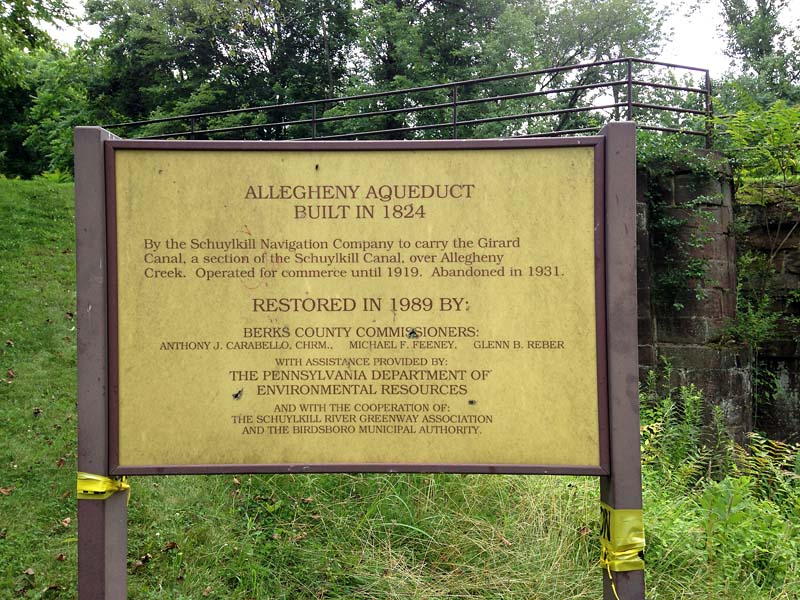 ALLEGHENY AQUEDUCT
BUILT IN 1824
By the Schuylkill Navigation Company to carry the Girard
Canal, a section of the Schuylkill Canal, over Allegheny
Creek. Operated for commerce until 1919. Abandoned in 1931.
RESTORED IN 1989 BY:
BERKS COUNTY COMMISSIONERS:
ANTHONY J. CARABELLO, CHRM., MICHAEL F. FEENEY, GLENN B. REBER
WITH ASSISTANCE PROVIDED BY:
THE PENNSYLVANIA DEPARTMENT OF
ENVIRONMENTAL RESOURCES
AND WITH THE COOPERATION OF:
THE SCHUYLKILL RIVER GREENWAY ASSOCIATION
AND THE BIRDSBORO MUNICIPAL AUTHORITY.